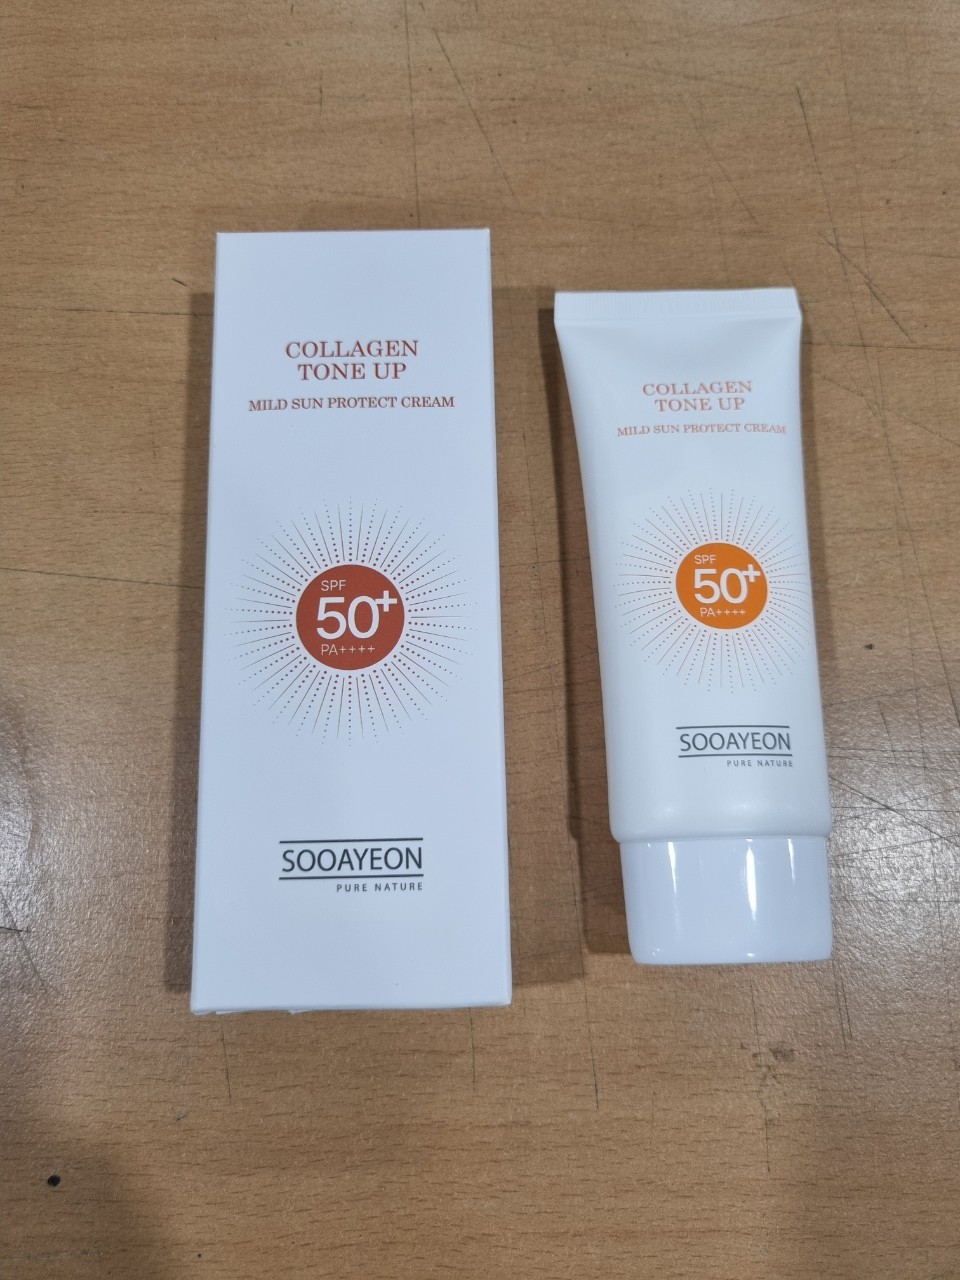 COLLAGEN
TONE UP
MILD SUN PROTECT CREAM
SPF
50+
PA++++
SOOAYEON
PURE NATURE
COLLAGEN
TONE UP
MILD SUN PROTECT CREAM
SPF
50+
PA++++
SOOAYEON
PURE NATURE